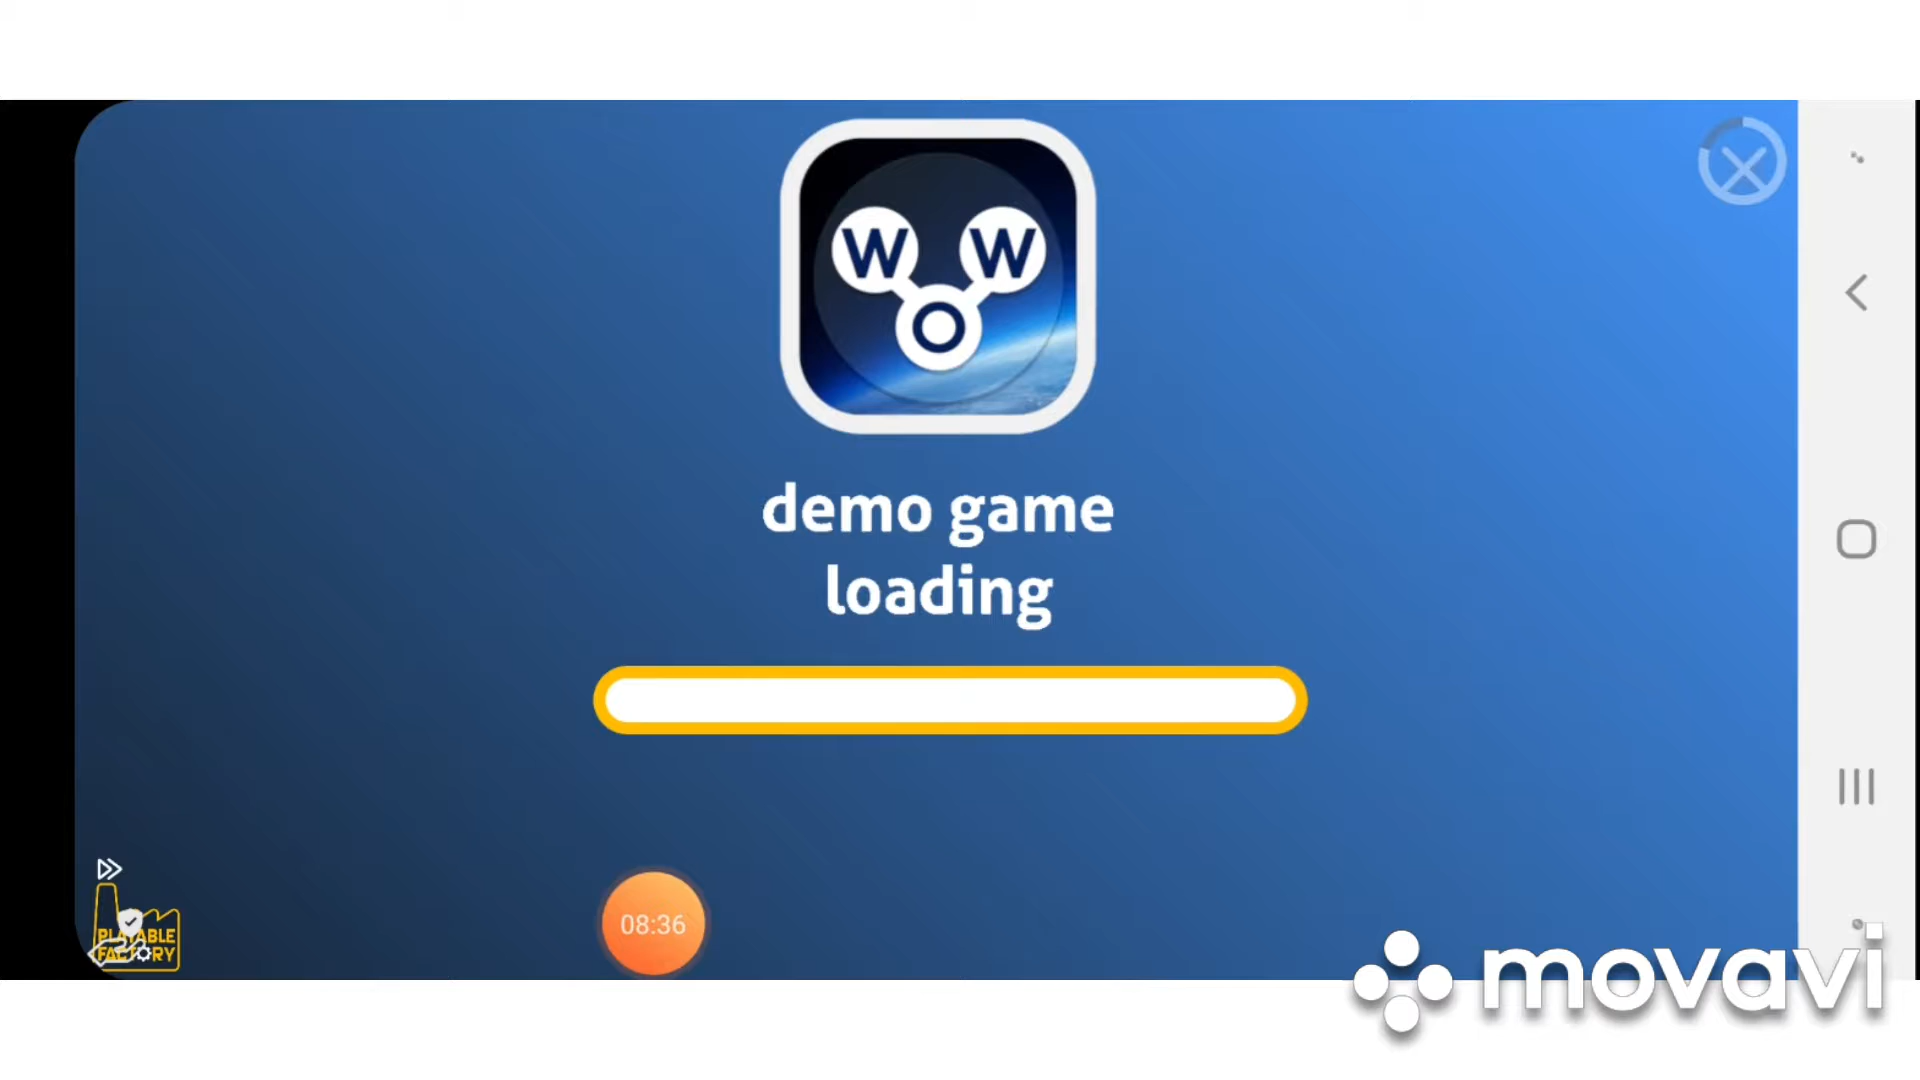 W W
O
demo game
loading
PLAYABLE
FACTORY
08:36
movavi